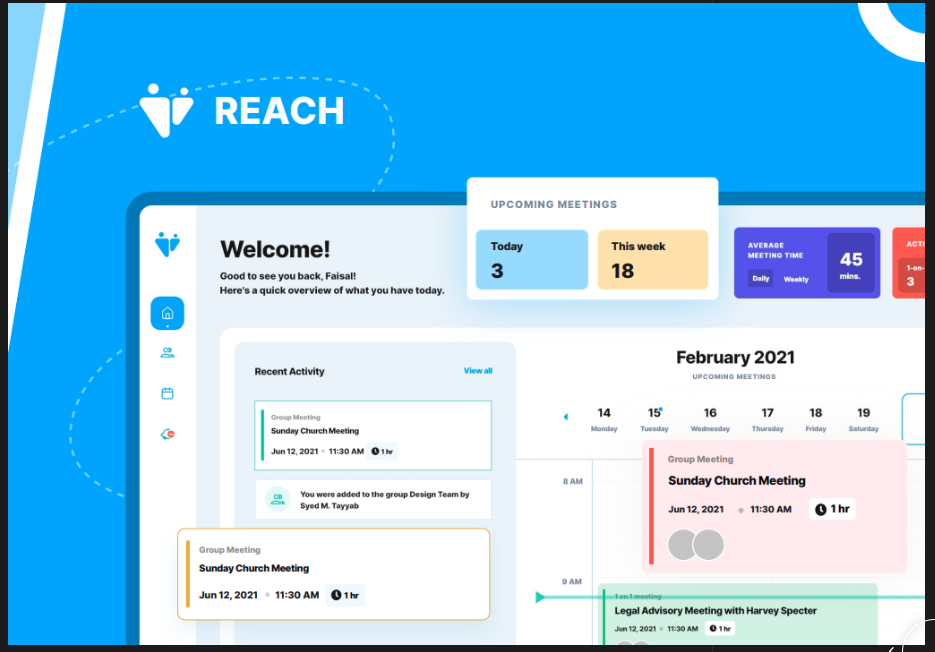 REACH
UPCOMING MEETINGS
Today
3
This week
18
Welcome!
Good to see you back, Faisal!
Here's a quick overview of what you have today.
AVERAGE
MEETING TIME
Daily
Weekly
45
mins.
1-on-
3
Recent Activity
View all
Group Meeting
Sunday Church Meeting
Jun 12, 2021
11:30 AM
1 hr
You were added to the group Design Team by
Syed M. Tayyab
Group Meeting
Sunday Church Meeting
Jun 12, 2021
11:30 AM
1 hr
February 2021
UPCOMING MEETINGS
14 15 16 17 18 19
Monday Tuesday Wednesday Thursday Friday Saturday
8 AM
Group Meeting
Sunday Church Meeting
Jun 12, 2021
11:30 AM
1 hr
9 AM
1 on 1 meeting
Legal Advisory Meeting with Harvey Specter
Jun 12, 2021
11:30 AM
1 hr